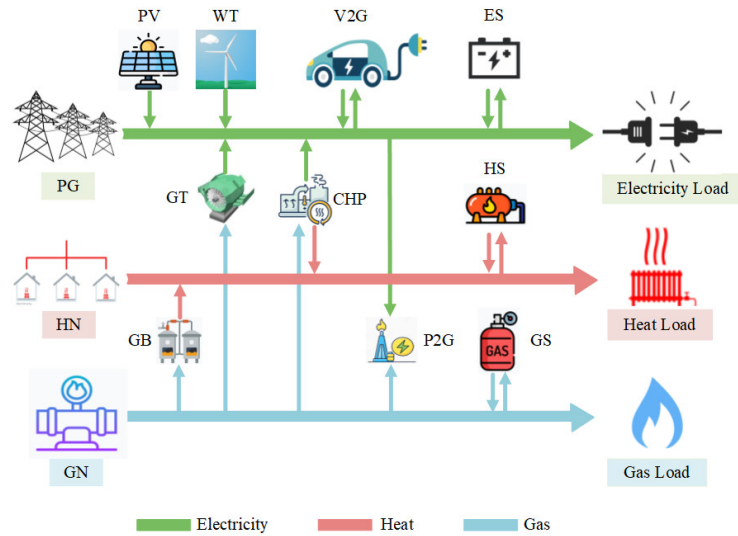 PV
WT
V2G
ES
PG
GT
CHP
HS
Electricity Load
HN
GB
P2G
GAS
GS
Heat Load
GN
Gas Load
Electricity
Heat
Gas